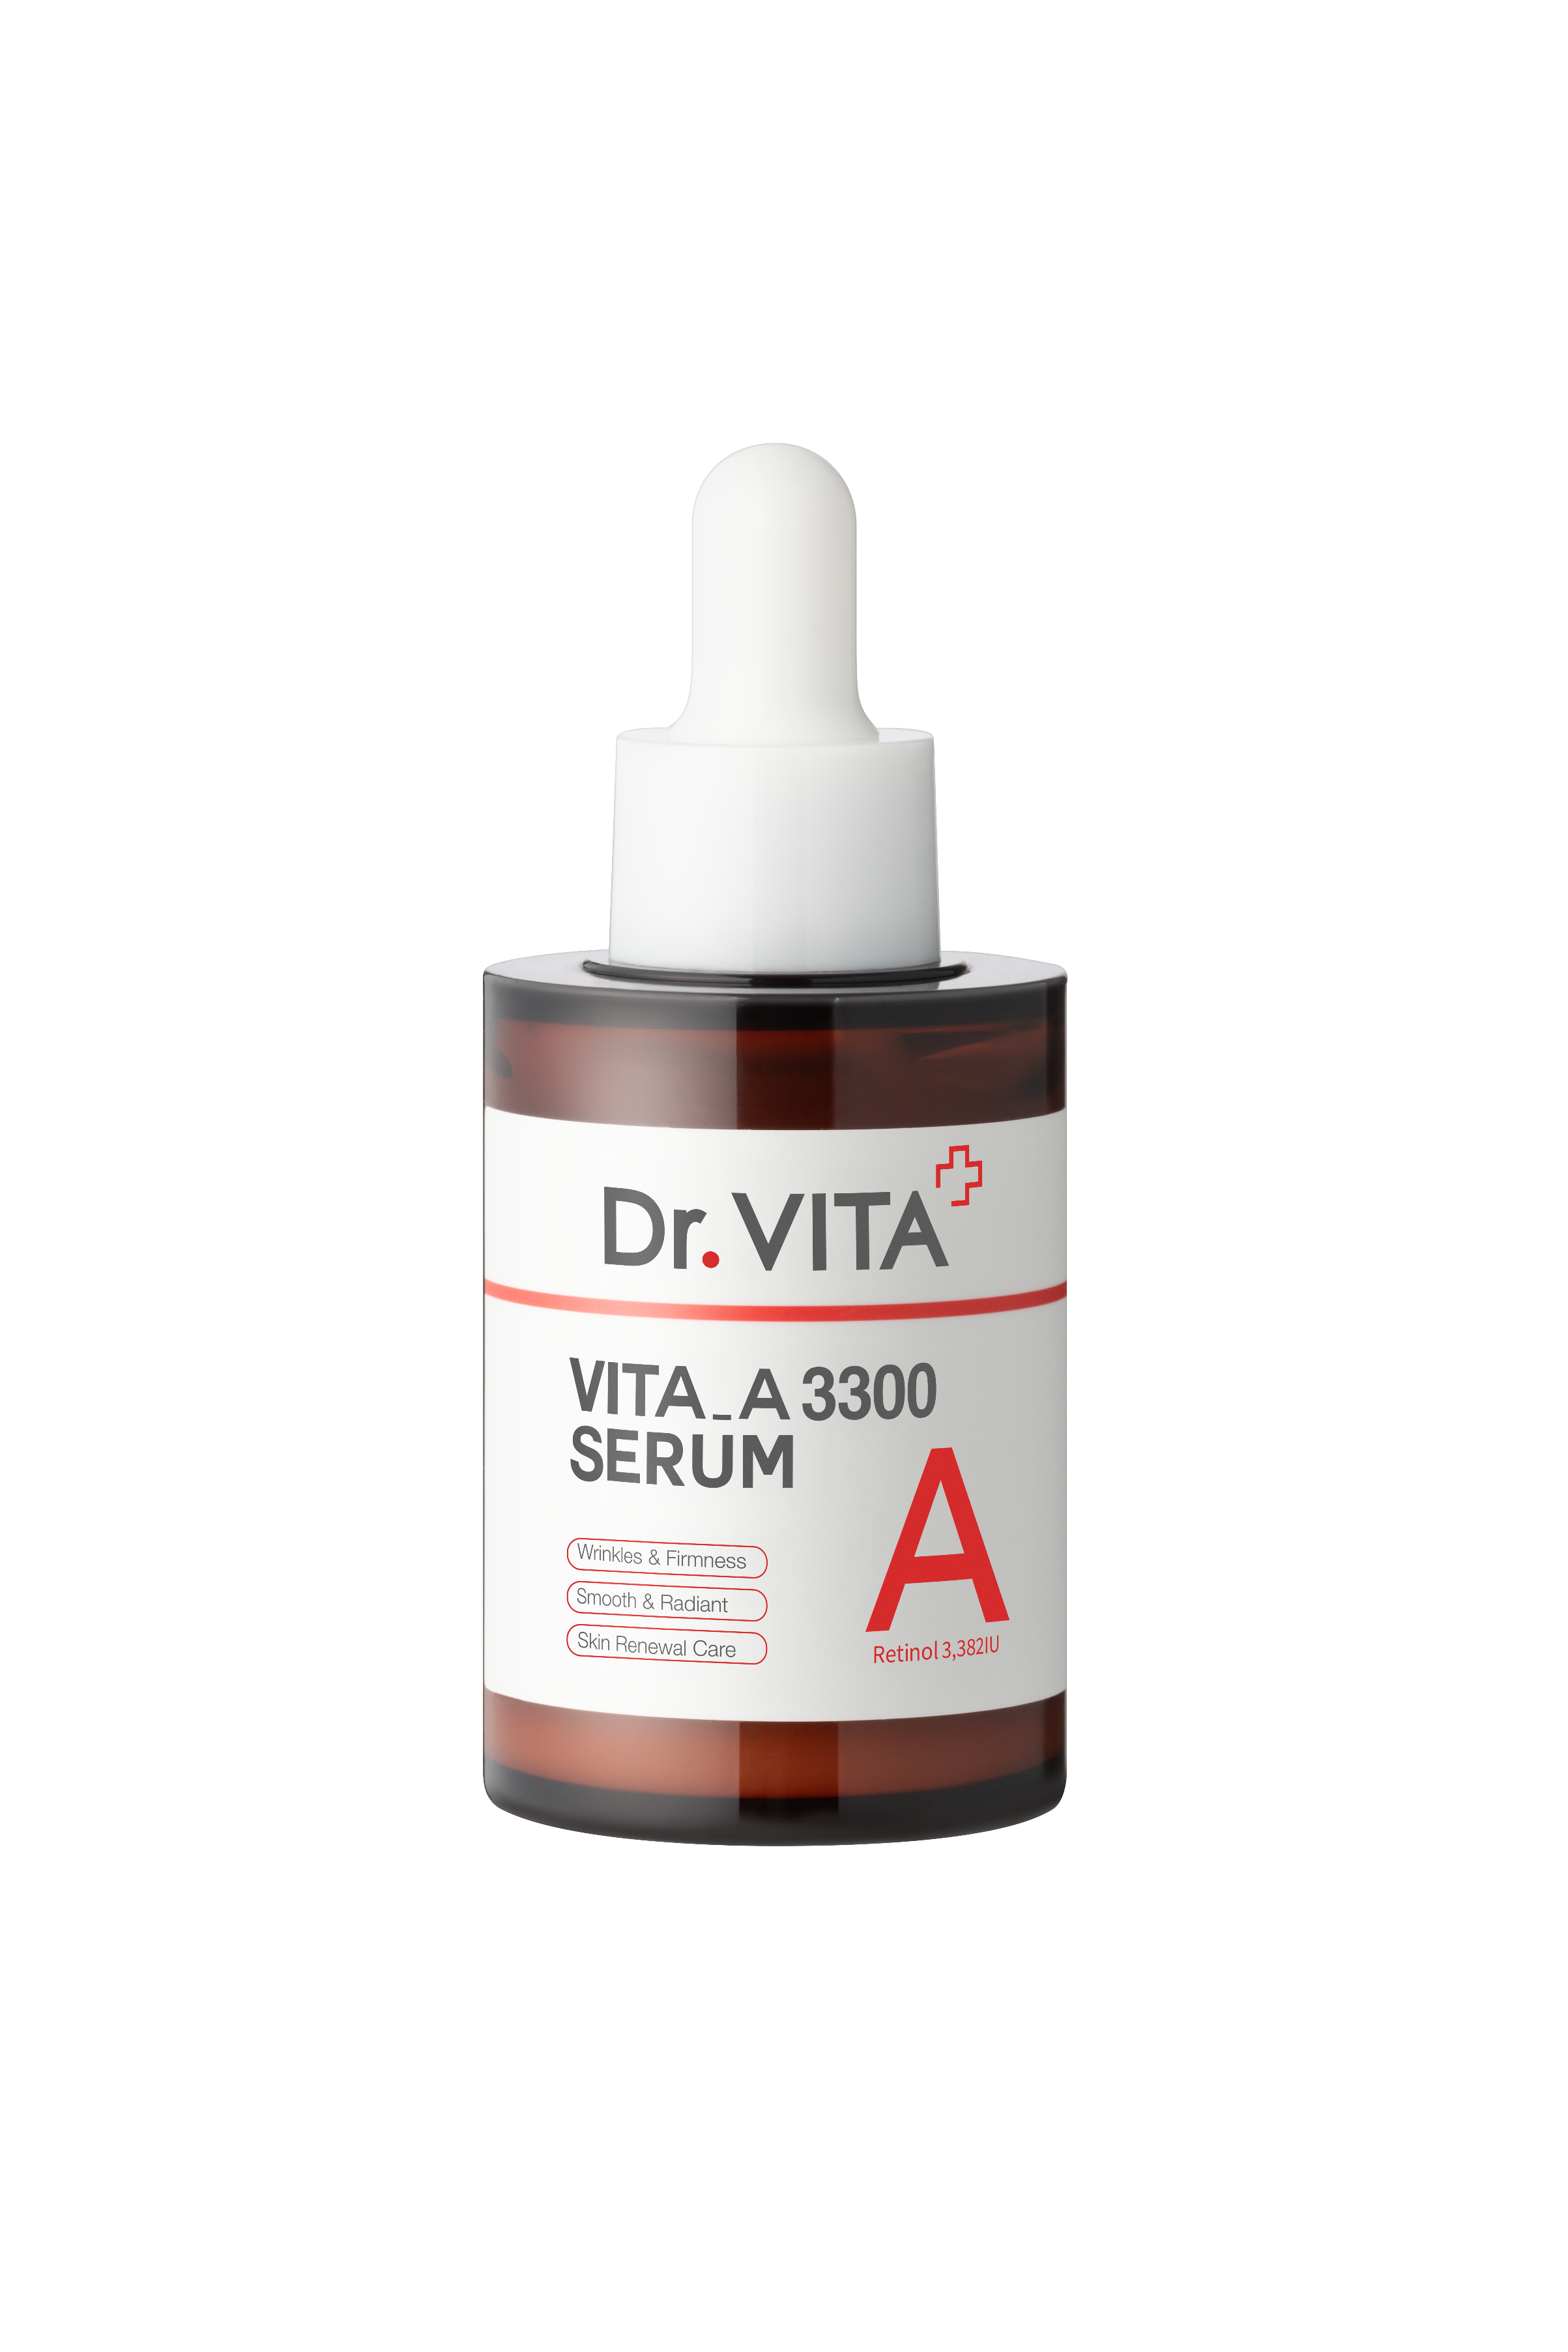 Dr.VITA
VITA_A 3300
SERUM
Wrinkles & Firmness
Smooth & Radiant
Skin Renewal Care
A
Retinol 3,382IU